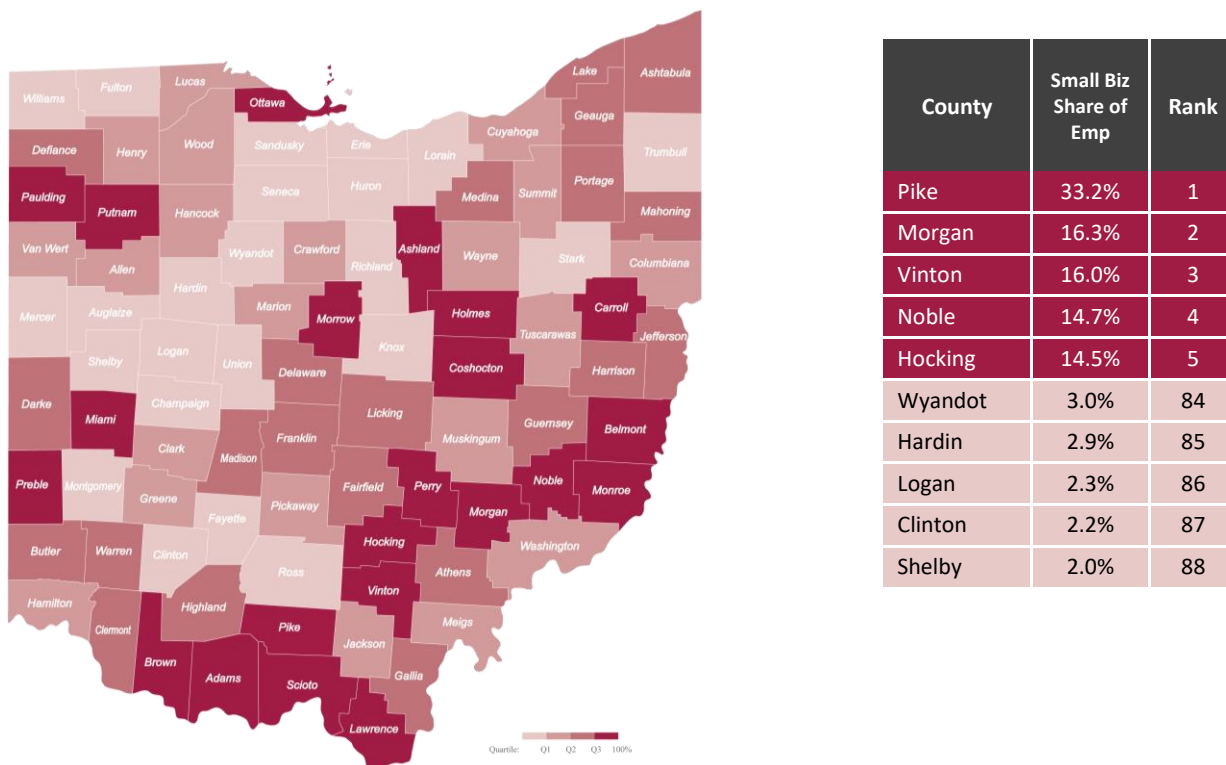 Lake
Ashtabula
Lucas
Fulton
Williams
Ottawa
Geauga
Cuyahoga
Defiance
Henry
Wood
Sandusky
Erie
Lorain
Trumbull
Paulding
Putnam
Seneca
Huron
Medina
Summit
Portage
Hancock
Mahoning
Van Wert
Allen
Wyandot
Crawford
Richland
Ashland
Wayne
Stark
Columbiana
Hardin
Mercer
Auglaize
Marion
Morrow
Holmes
Carroll
Tuscarawas
Jefferson
Shelby
Logan
Union
Knox
Coshocton
Harrison
Delaware
Darke
Miami
Champaign
Licking
Guernsey
Belmont
Clark
Madison
Franklin
Muskingum
Preble
Montgomery
Greene
Fairfield
Perry
Noble
Monroe
Pickaway
Morgan
Fayette
Hocking
Washington
Butler
Warren
Clinton
Ross
Athens
Vinton
Hamilton
Highland
Meigs
Clermont
Pike
Jackson
Brown
Adams
Scioto
Gallia
Lawrence
Quartile: Q1 Q2 Q3 100%
County Small Biz Share of Emp Rank
Pike 33.2% 1
Morgan 16.3% 2
Vinton 16.0% 3
Noble 14.7% 4
Hocking 14.5% 5
Wyandot 3.0% 84
Hardin 2.9% 85
Logan 2.3% 86
Clinton 2.2% 87
Shelby 2.0% 88